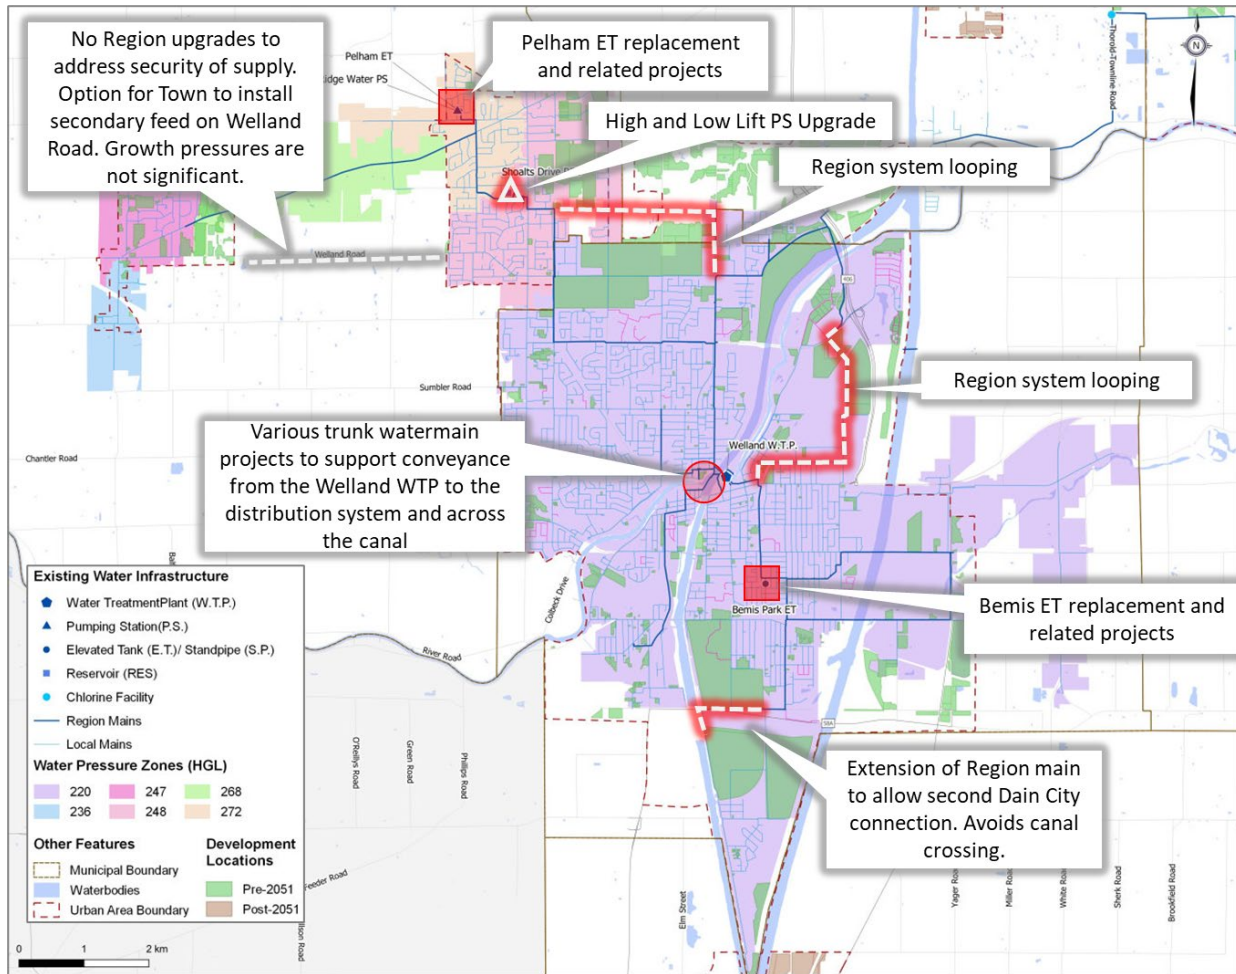 No Region upgrades to
address security of supply.
Option for Town to install
secondary feed on Welland
Road. Growth pressures are
not significant.
Pelham ET
idge Water PS
Pelham ET replacement
and related projects
High and Low Lift PS Upgrade
Region system looping
Thorold-Townline Road
N
Shoalts Drive
Welland Road
406
Sumbler Road
Region system looping
Various trunk watermain
projects to support conveyance
from the Welland WTP to the
distribution system and across
the canal
Welland W.T.P.
Chantler Road
Bemis Park ET
Bemis ET replacement and
related projects
Colbeck Drive
River Road
58A
Extension of Region main
to allow second Dain City
connection. Avoids canal
crossing.
O'Reillys Road
Green Road
Phillips Road
Feeder Road
Elm Street
Yager Road
Miller Road
White Road
Sherk Road
Brookfield Road
Existing Water Infrastructure
Water TreatmentPlant (W.T.P.)
Pumping Station(P.S.)
Elevated Tank (E.T.)/ Standpipe (S.P.)
Reservoir (RES)
Chlorine Facility
Region Mains
Local Mains
Water Pressure Zones (HGL)
220 247 268
236 248 272
Other Features
Municipal Boundary
Waterbodies
Urban Area Boundary
Development
Locations
Pre-2051
Post-2051
0 1 2 km